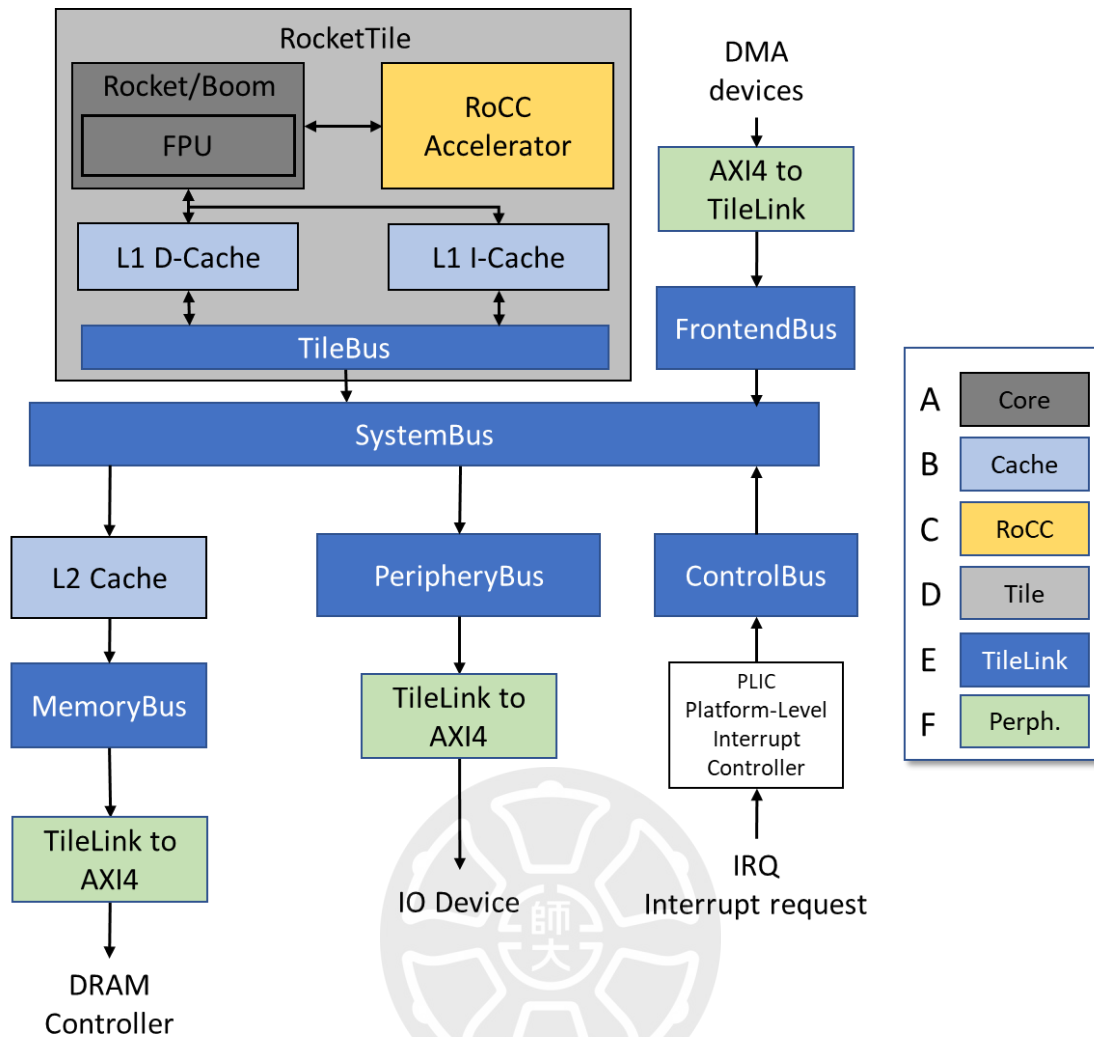 RocketTile
Rocket/Boom
FPU
RoCC
Accelerator
L1 D-Cache
L1 I-Cache
TileBus
DMA
devices
AXI4 to
TileLink
FrontendBus
SystemBus
L2 Cache
MemoryBus
TileLink to
AXI4
DRAM
Controller
PeripheryBus
TileLink to
AXI4
IO Device
ControlBus
PLIC
Platform-Level
Interrupt
Controller
IRQ
Interrupt request
A Core
B Cache
C RoCC
D Tile
E TileLink
F Perph.
師
大